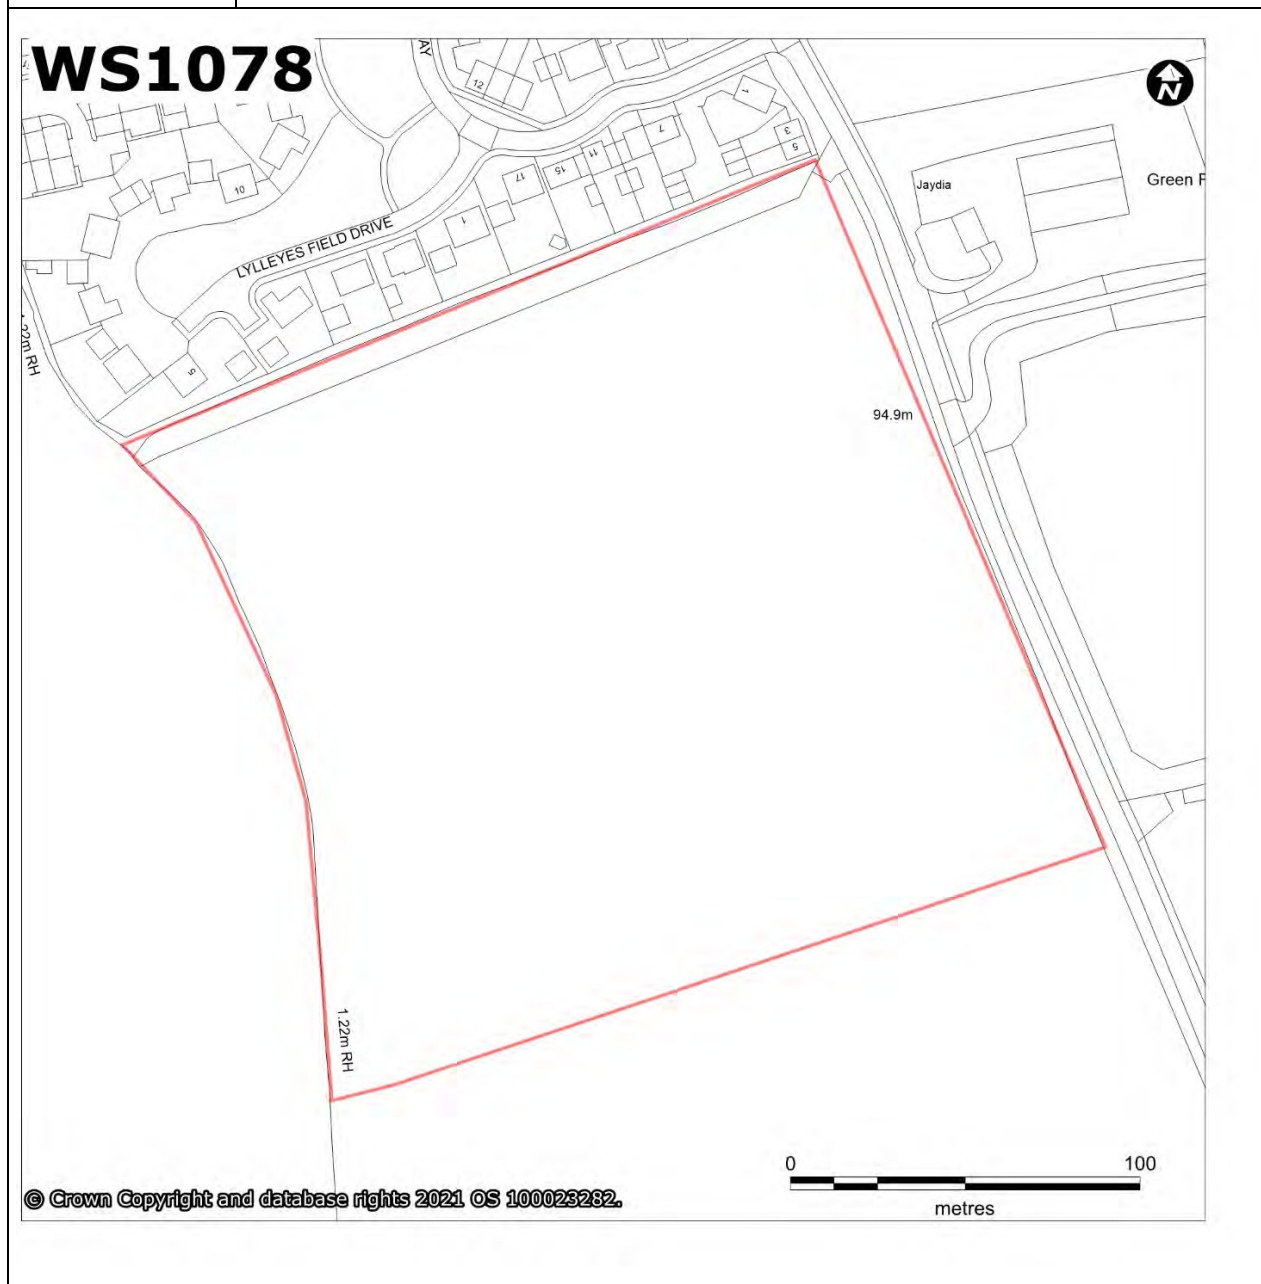 WS1078
AY
12
1
N
7
3
5
11
15
17
10
Jaydia
Green F
1
LYLLEYES FIELD DRIVE
1.22m RH
5
94.9m
1.22m RH
0 100
metres
© Crown Copyright and database rights 2021 OS 100023282.